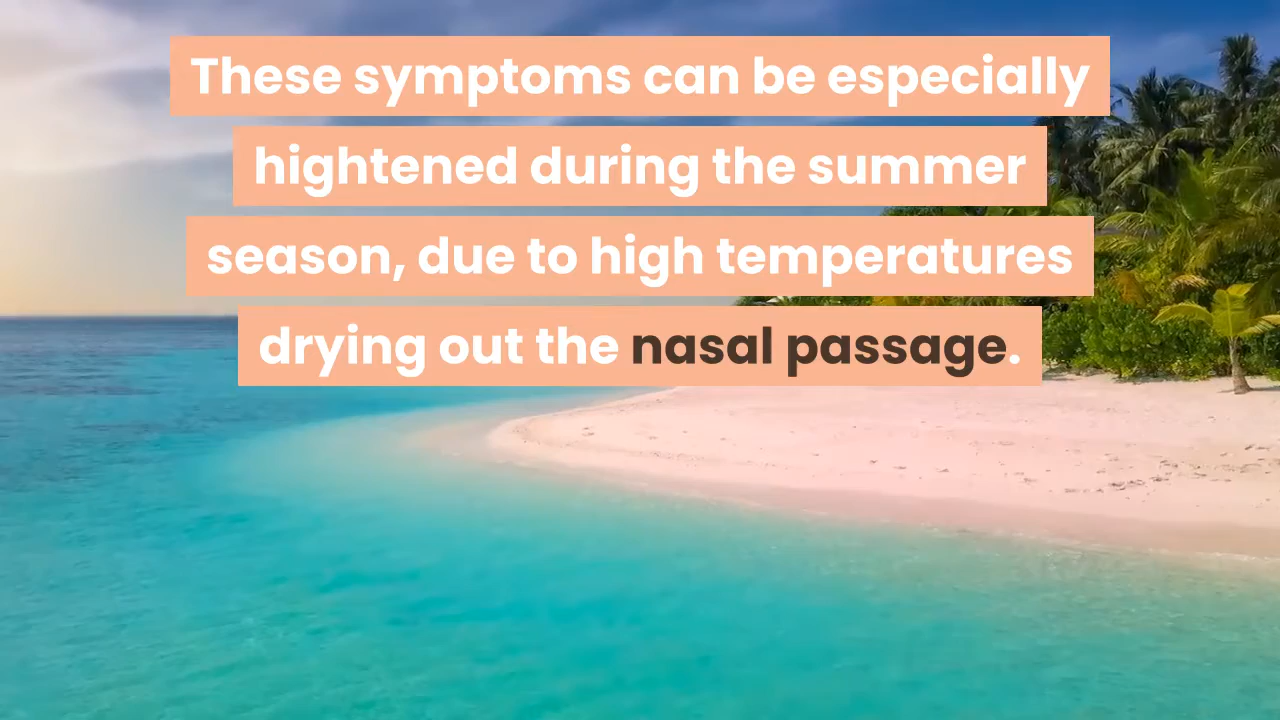 These symptoms can be especially
hightened during the summer
season, due to high temperatures
drying out the nasal passage.